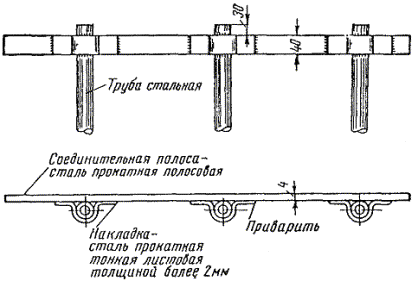 30
40
Труба стальная
Соединительная полоса-
сталь прокатная полосовая
4
Приварить
Накладка-
сталь прокатная
тонкая листовая
толщиной более 2мм